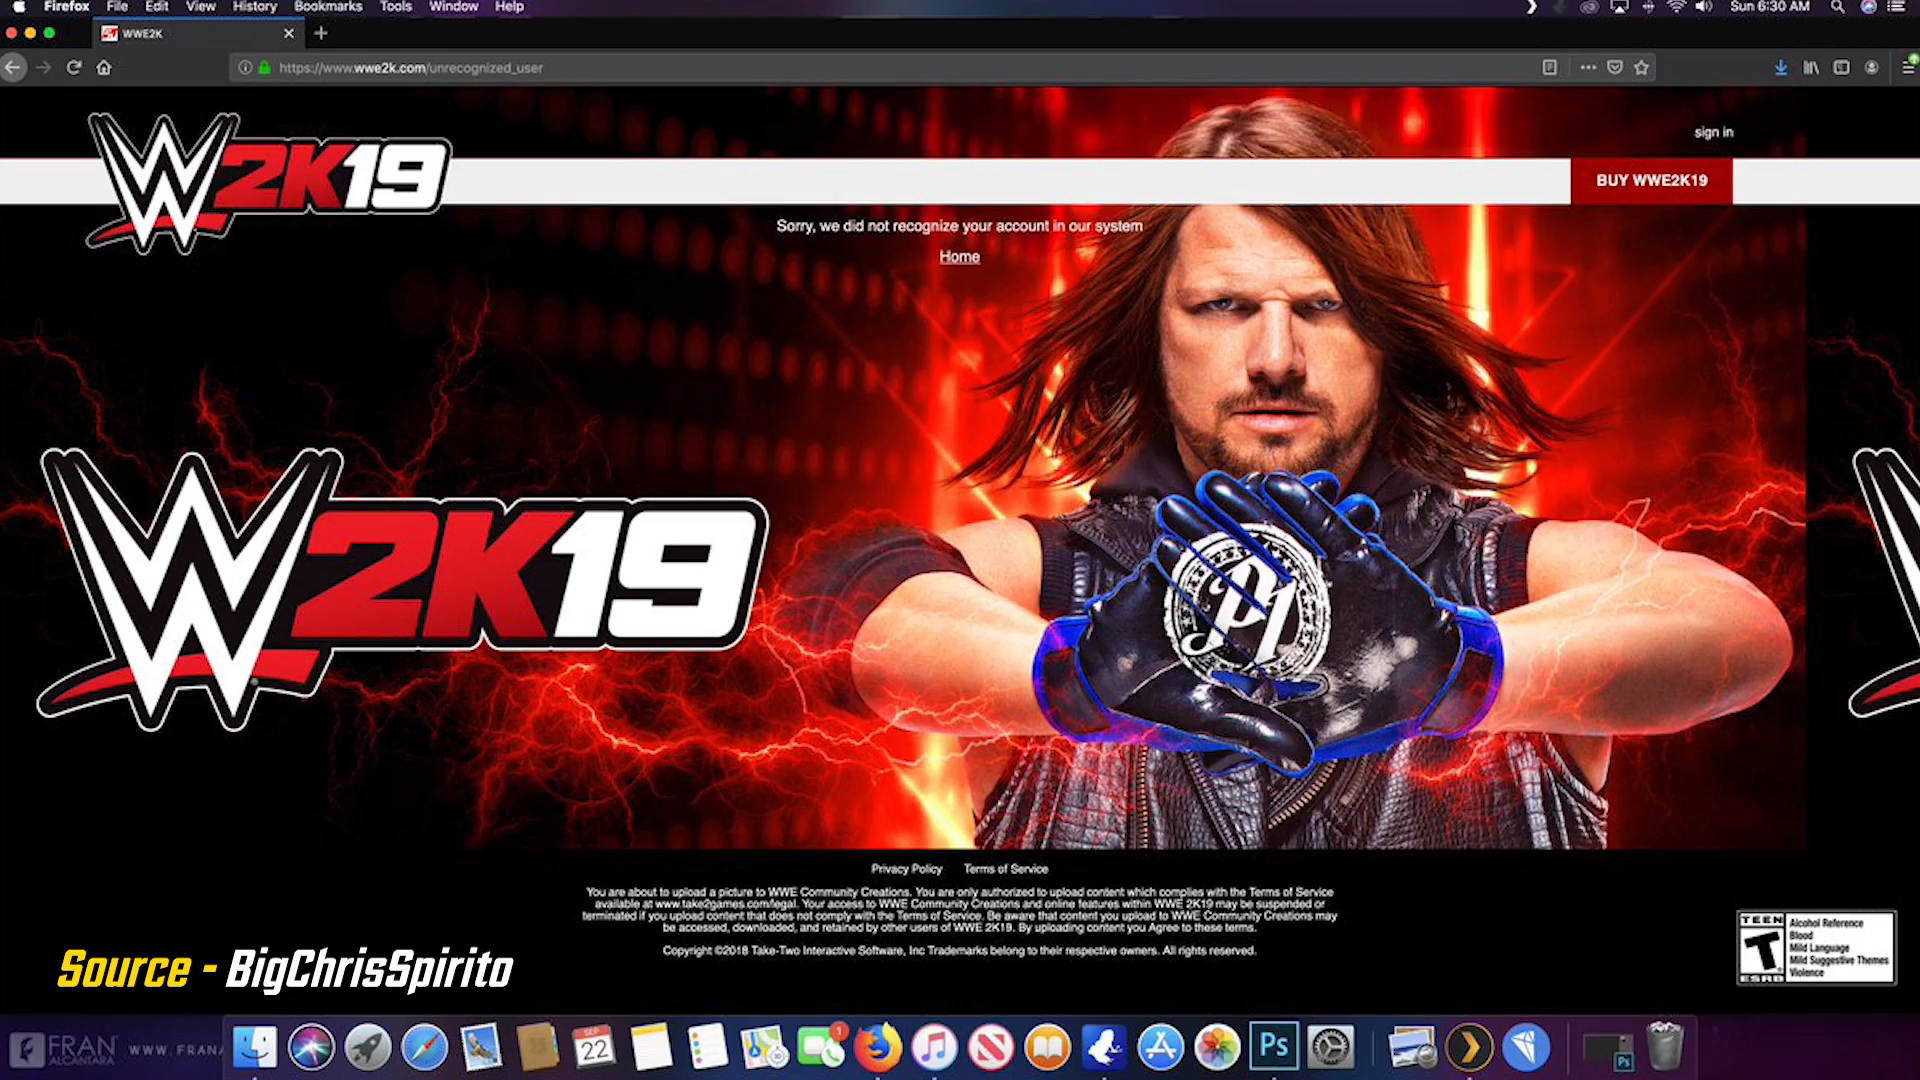 Firefox File Edit View History Bookmarks Tools Window Help
Sun 6:30 AM
WWE2K
https://www.wwe2k.com/unrecognized_user
W2K19
sign in
BUY WWE2K19
Sorry, we did not recognize your account in our system
Home
W2K19
P1
Privacy Policy Terms of Service
You are about to upload a picture to WWE Community Creations. You are only authorized to upload content which complies with the Terms of Service
available at www.take2games.com/legal. Your access to WWE Community Creations and online features within WWE 2K19 may be suspended or
terminated if you upload content that does not comply with the Terms of Service. Be aware that content you upload to WWE Community Creations may
be accessed, downloaded, and retained by other users of WWE 2K19. By uploading content you Agree to these terms.
Copyright ©2018 Take-Two Interactive Software, Inc Trademarks belong to their respective owners. All rights reserved.
TEEN
T
ESRB
Alcohol Reference
Blood
Mild Language
Mild Suggestive Themes
Violence
Source - BigChrisSpirito
FRAN
ALCANTARA
WWW.FRAN
SEP
22
1
Ps
Ps